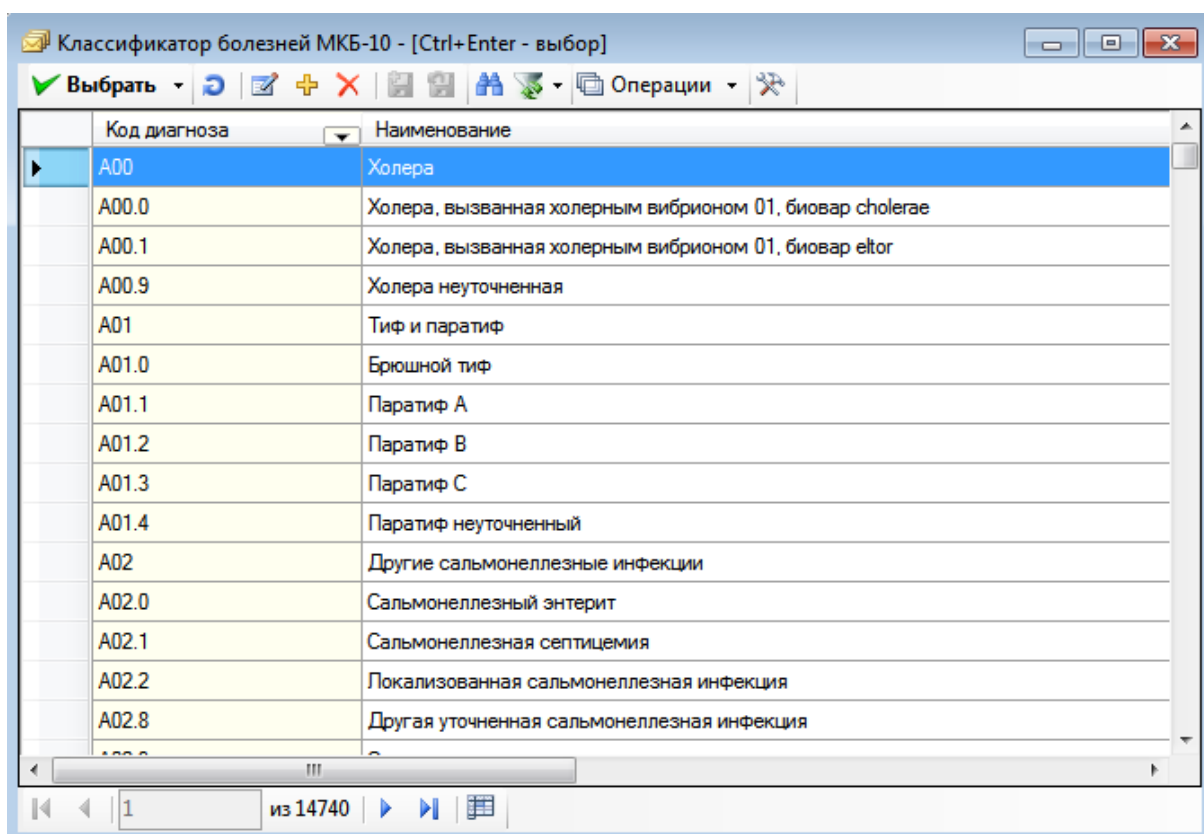 Классификатор болезней МКБ-10 - [Ctrl+Enter - выбор]
Выбрать Операции
Код диагноза Наименование
A00 Холера
A00.0 Холера, вызванная холерным вибрионом 01, биовар cholerae
A00.1 Холера, вызванная холерным вибрионом 01, биовар eltor
A00.9 Холера неуточненная
A01 Тиф и паратиф
A01.0 Брюшной тиф
A01.1 Паратиф A
A01.2 Паратиф B
A01.3 Паратиф C
A01.4 Паратиф неуточненный
A02 Другие сальмонеллезные инфекции
A02.0 Сальмонеллезный энтерит
A02.1 Сальмонеллезная септицемия
A02.2 Локализованная сальмонеллезная инфекция
A02.8 Другая уточненная сальмонеллезная инфекция
1 из 14740